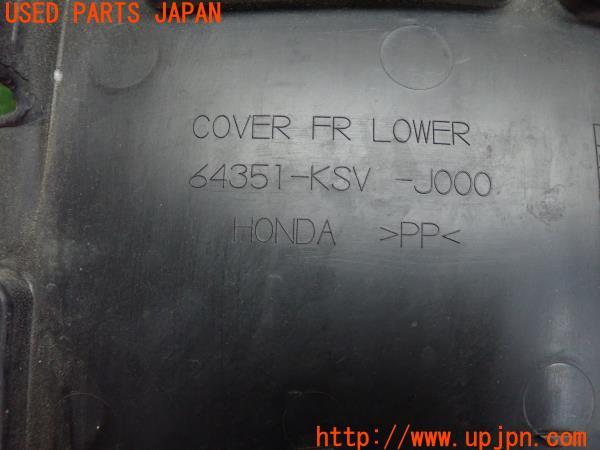 USED PARTS JAPAN
COVER FR LOWER
64351-KSV -J000
HONDA >PP<
http://www.upjpn.com/